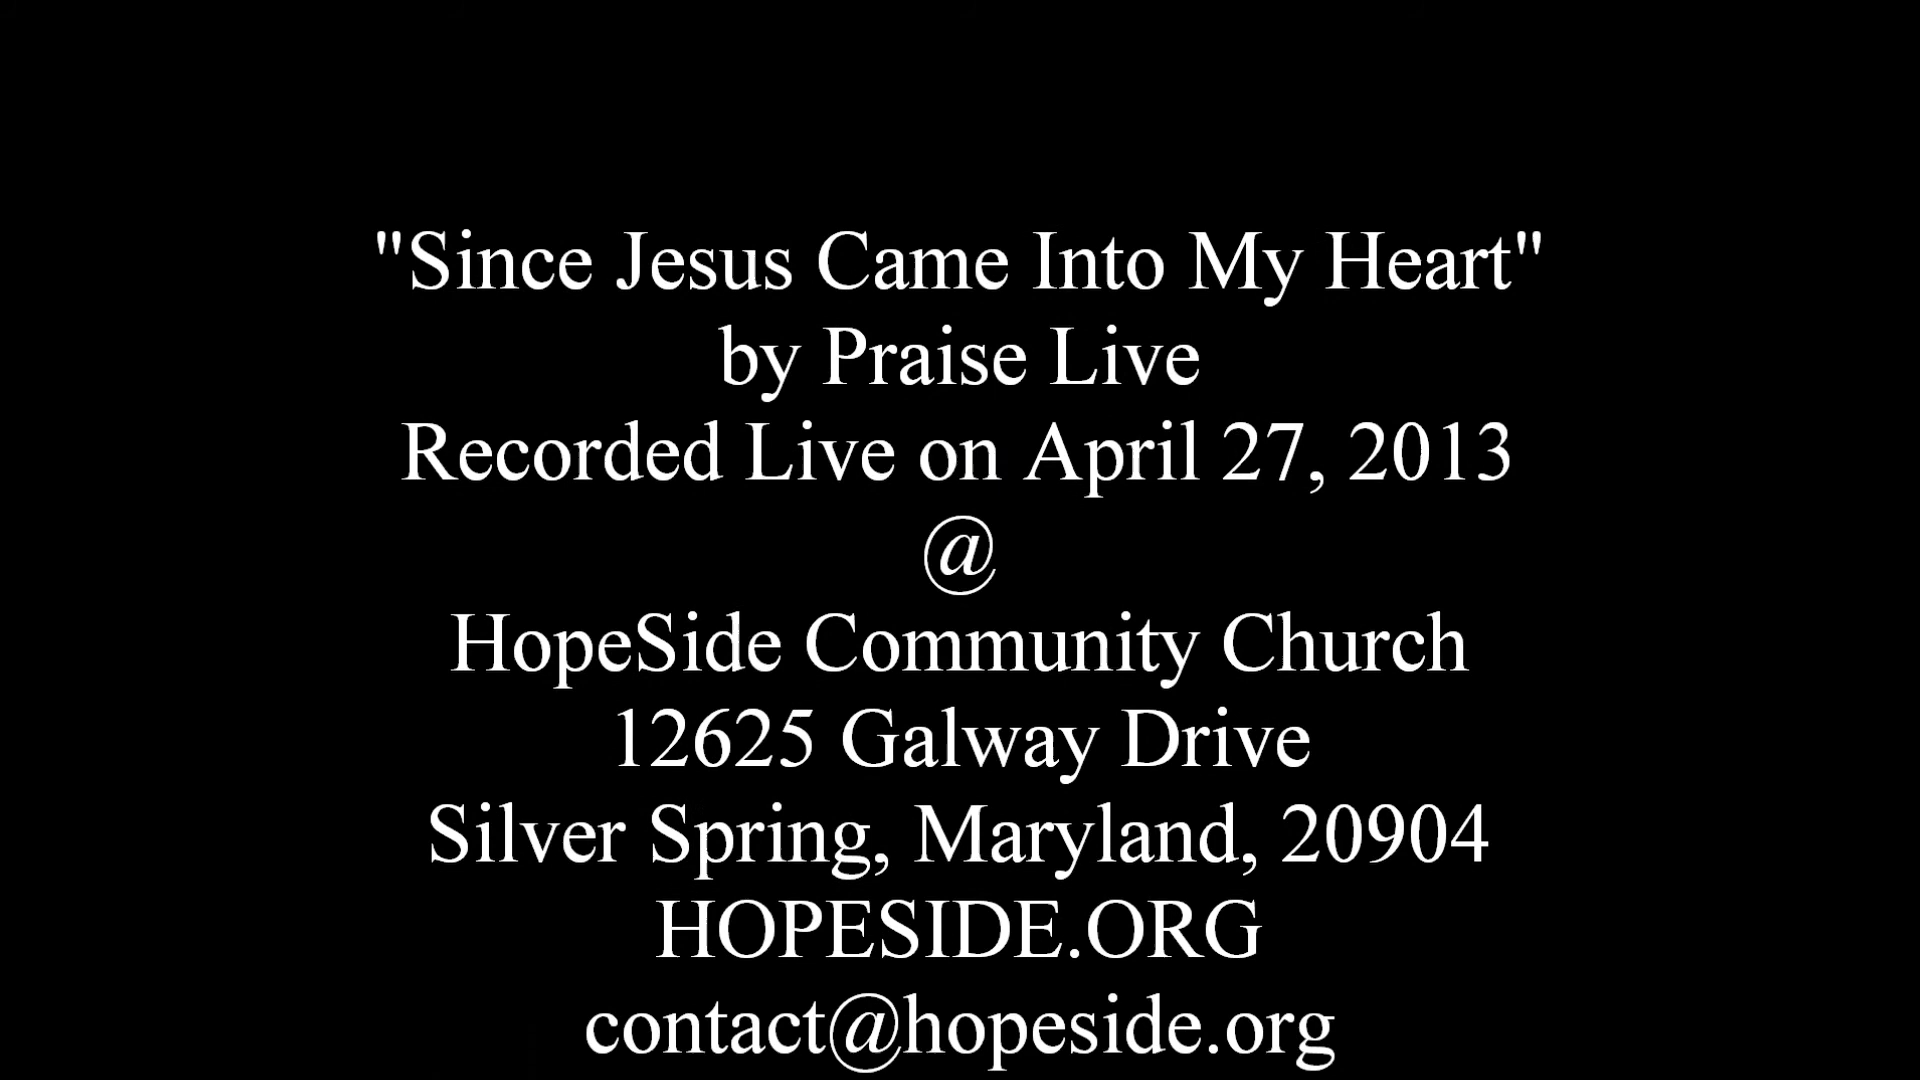 "Since Jesus Came Into My Heart"
by Praise Live
Recorded Live on April 27, 2013
@
HopeSide Community Church
12625 Galway Drive
Silver Spring, Maryland, 20904
HOPESIDE.ORG
contact@hopeside.org